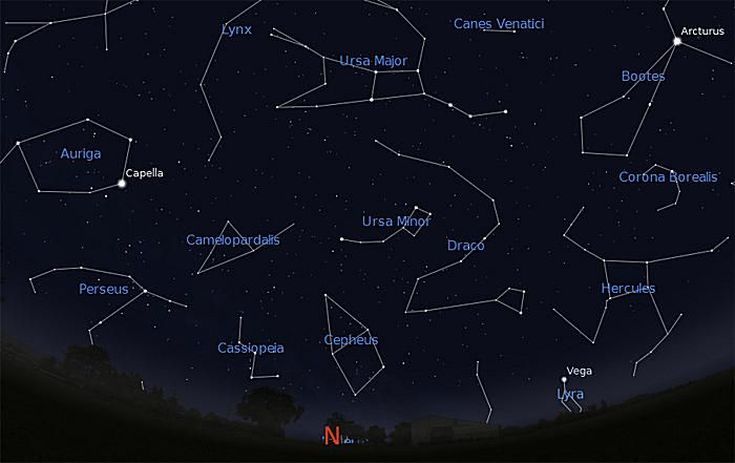 Canes Venatici
Arcturus
Lynx
Ursa Major
Bootes
Auriga
Capella
Corona Borealis
Ursa Minor
Camelopardalis
Draco
Perseus
Hercules
Cepheus
Cassiopeia
Vega
Lyra
N